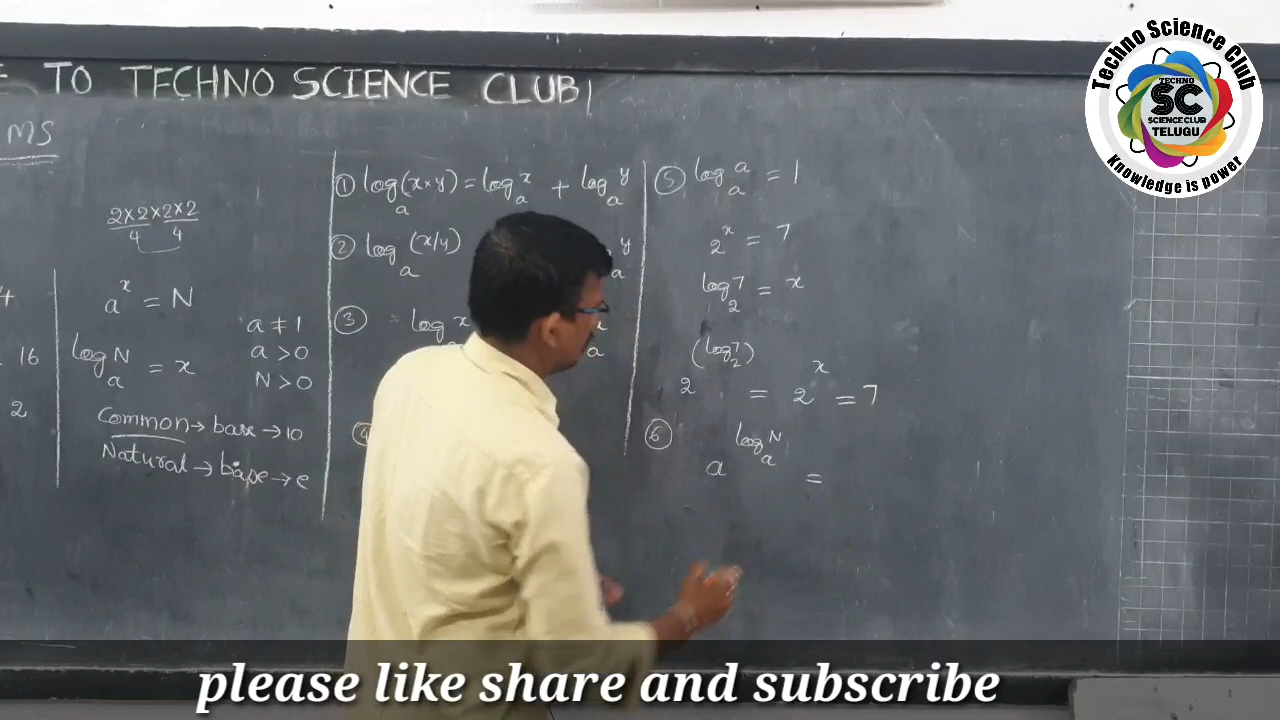 E TO TECHNO SCIENCE CLUB
MS
2×2×2×2
4 4
a^x = N
log_a N = x
a ≠ 1
a > 0
N > 0
4
16
2
Common → base → 10
Natural → base → e
① log_a (x×y) = log_a x + log_a y
② log_a (x/y) y a
③ log x a
④
⑤ log_a a = 1
2^x = 7
log_2 7 = x
2^(log_2 7) = 2^x = 7
⑥ a^log_a N =
Techno Science Club
TECHNO
SC
SCIENCE CLUB
TELUGU
Knowledge is power
please like share and subscribe